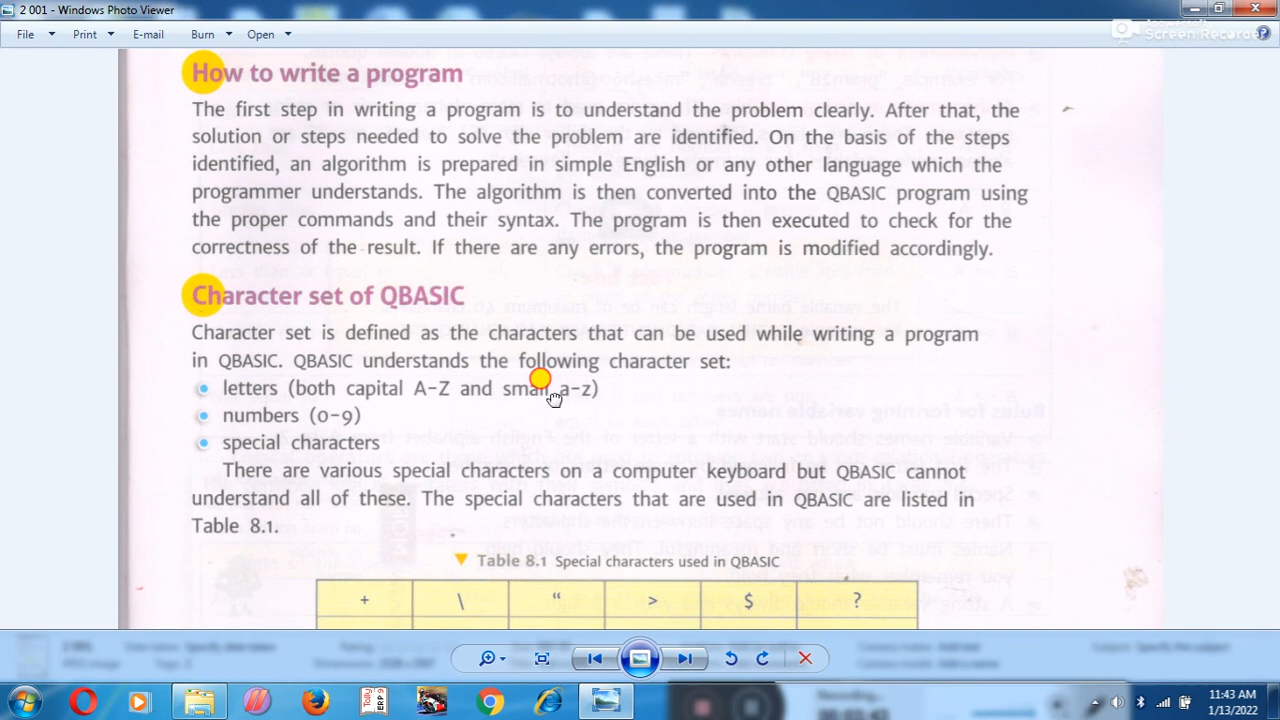 2 001 - Windows Photo Viewer
File Print E-mail Burn Open
Screen Recorder
How to write a program
The first step in writing a program is to understand the problem clearly. After that, the
solution or steps needed to solve the problem are identified. On the basis of the steps
identified, an algorithm is prepared in simple English or any other language which the
programmer understands. The algorithm is then converted into the QBASIC program using
the proper commands and their syntax. The program is then executed to check for the
correctness of the result. If there are any errors, the program is modified accordingly.
Character set of QBASIC
Character set is defined as the characters that can be used while writing a program
in QBASIC. QBASIC understands the following character set:
letters (both capital A-Z and small a-z)
numbers (0-9)
special characters
There are various special characters on a computer keyboard but QBASIC cannot
understand all of these. The special characters that are used in QBASIC are listed in
Table 8.1.
Table 8.1 Special characters used in QBASIC
+ \ “ > $ ?
2 001
11:43 AM
Recording...
1/13/2022